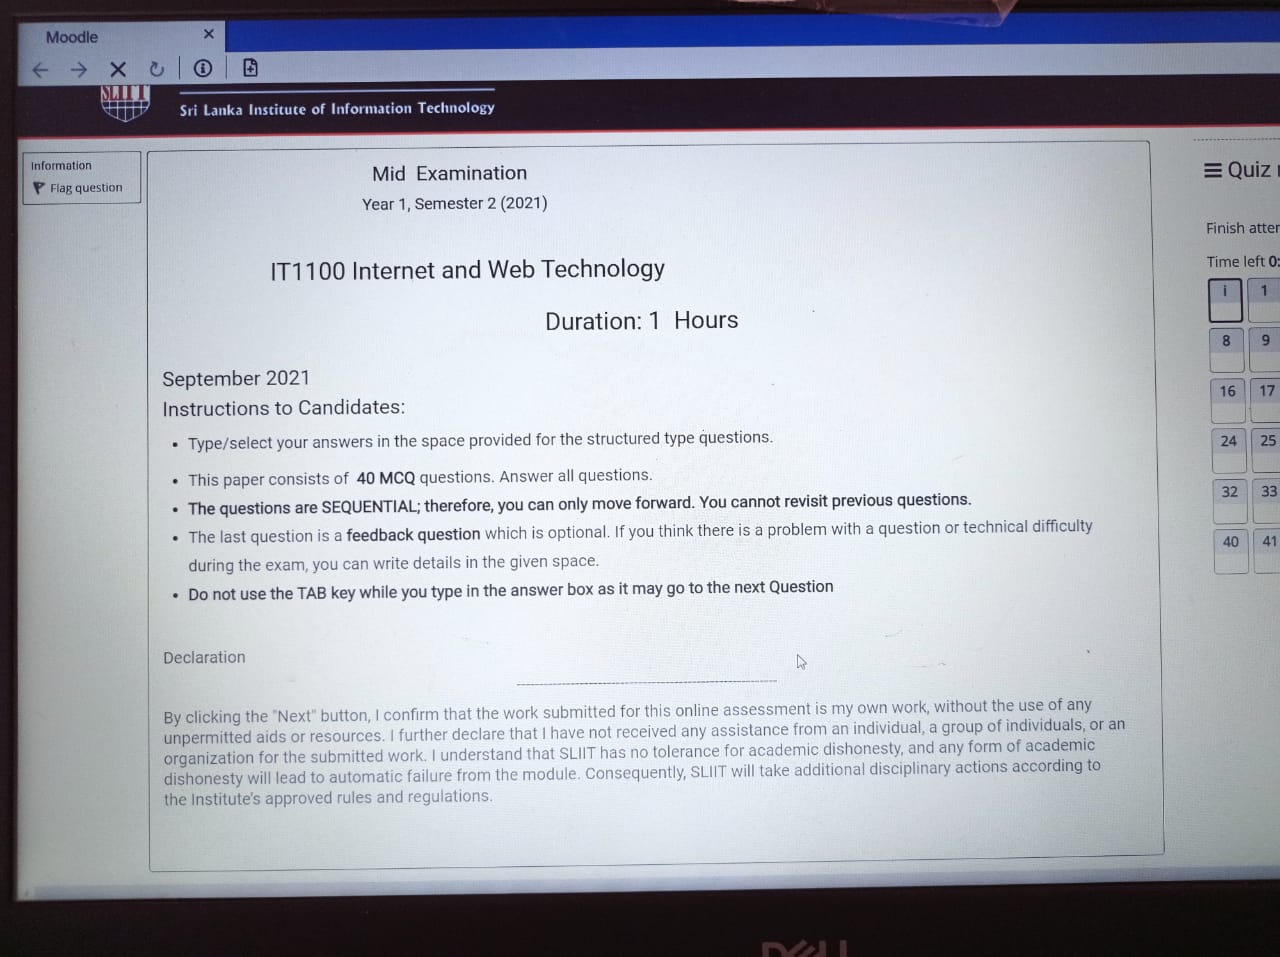 Moodle
SLIIT
Sri Lanka Institute of Information Technology
Information
Flag question
Mid Examination
Year 1, Semester 2 (2021)
IT1100 Internet and Web Technology
Duration: 1 Hours
September 2021
Instructions to Candidates:
• Type/select your answers in the space provided for the structured type questions.
• This paper consists of 40 MCQ questions. Answer all questions.
• The questions are SEQUENTIAL; therefore, you can only move forward. You cannot revisit previous questions.
• The last question is a feedback question which is optional. If you think there is a problem with a question or technical difficulty
during the exam, you can write details in the given space.
• Do not use the TAB key while you type in the answer box as it may go to the next Question
Declaration
By clicking the "Next" button, I confirm that the work submitted for this online assessment is my own work, without the use of any
unpermitted aids or resources. I further declare that I have not received any assistance from an individual, a group of individuals, or an
organization for the submitted work. I understand that SLIIT has no tolerance for academic dishonesty, and any form of academic
dishonesty will lead to automatic failure from the module. Consequently, SLIIT will take additional disciplinary actions according to
the Institute's approved rules and regulations.
Quiz
Finish atter
Time left 0:
i 1
8 9
16 17
24 25
32 33
40 41
DELL